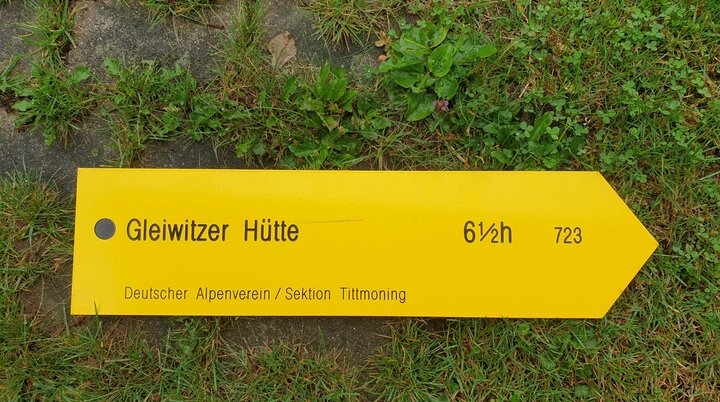 Gleiwitzer Hütte 6½h 723
Deutscher Alpenverein / Sektion Tittmoning